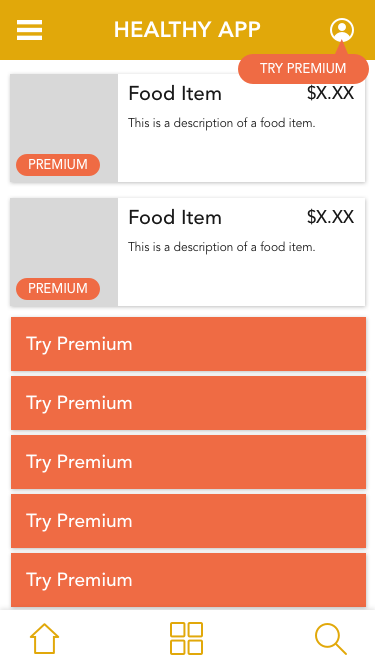 HEALTHY APP
TRY PREMIUM
Food Item $X.XX
This is a description of a food item.
PREMIUM
Food Item $X.XX
This is a description of a food item.
PREMIUM
Try Premium
Try Premium
Try Premium
Try Premium
Try Premium